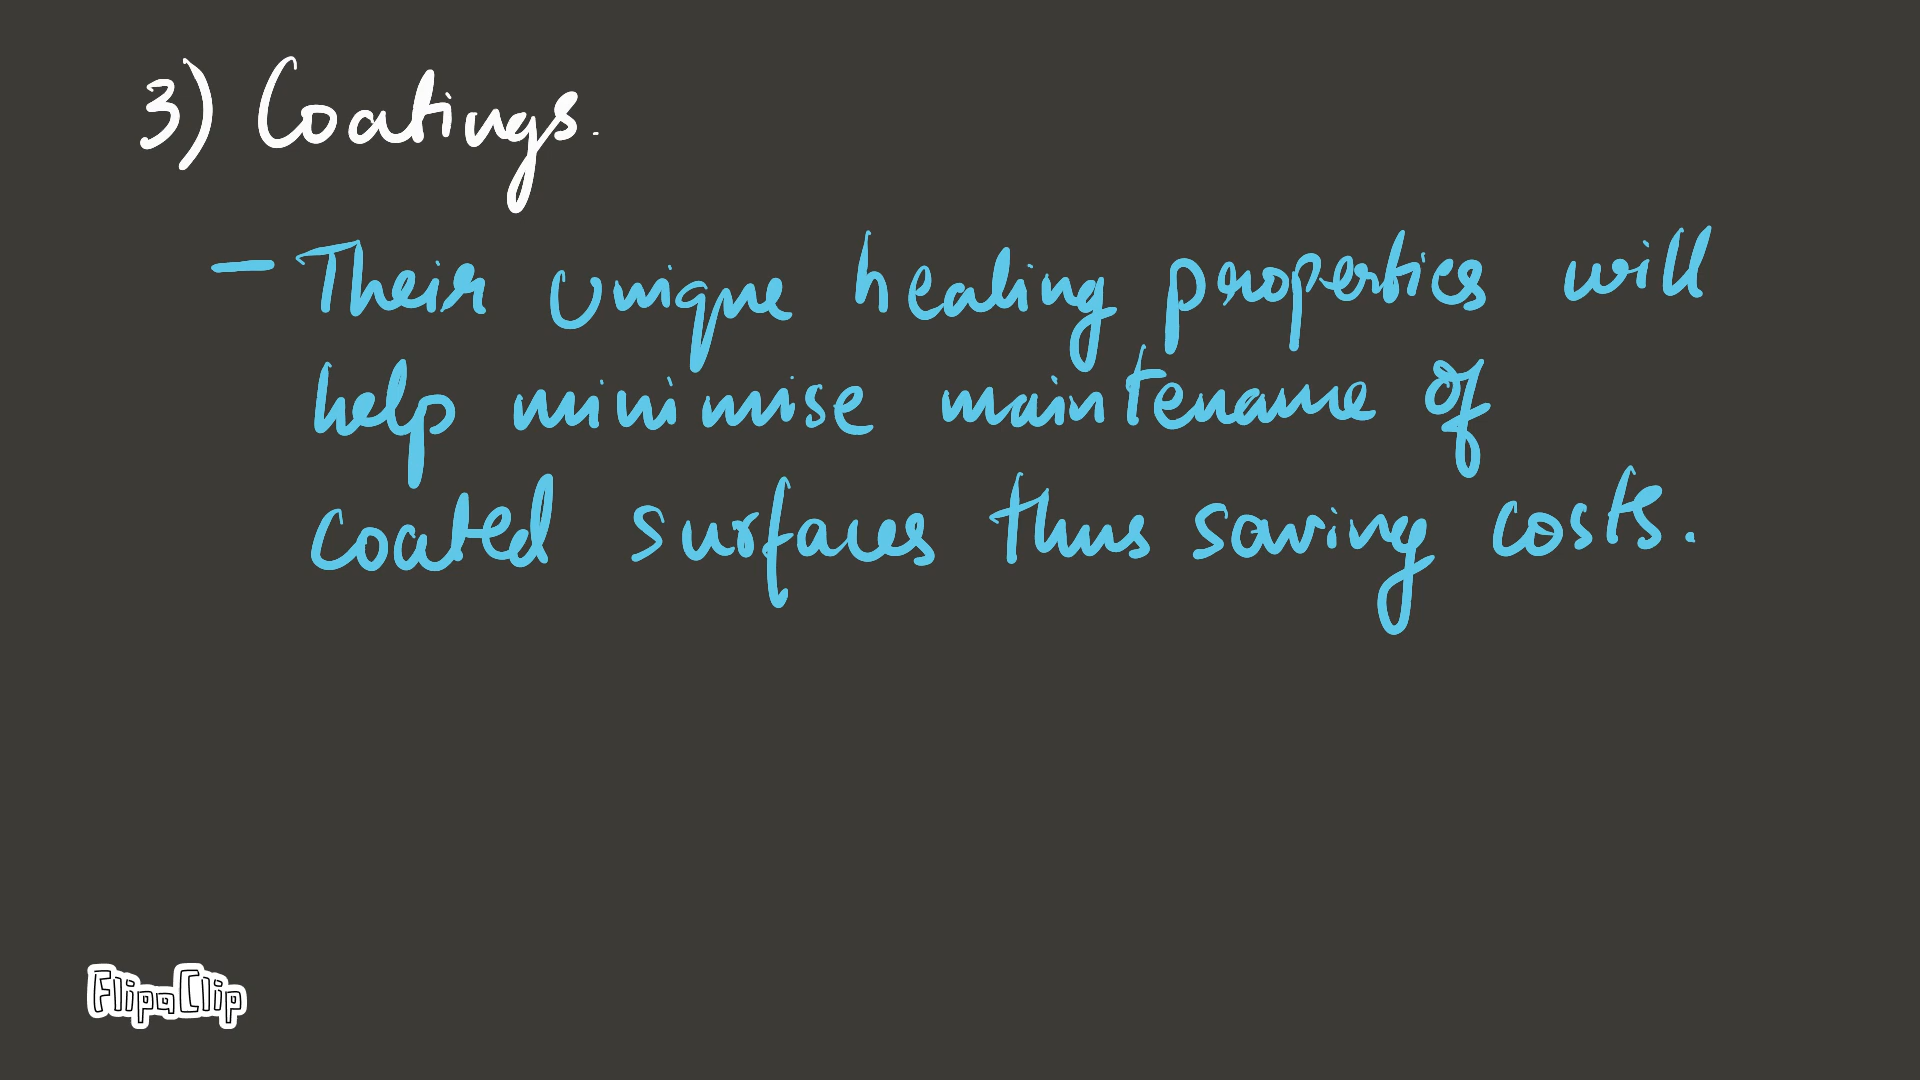 3) Coatings.
- Their unique healing properties will
help minimise maintenance of
coated surfaces thus saving costs.
FlipaClip